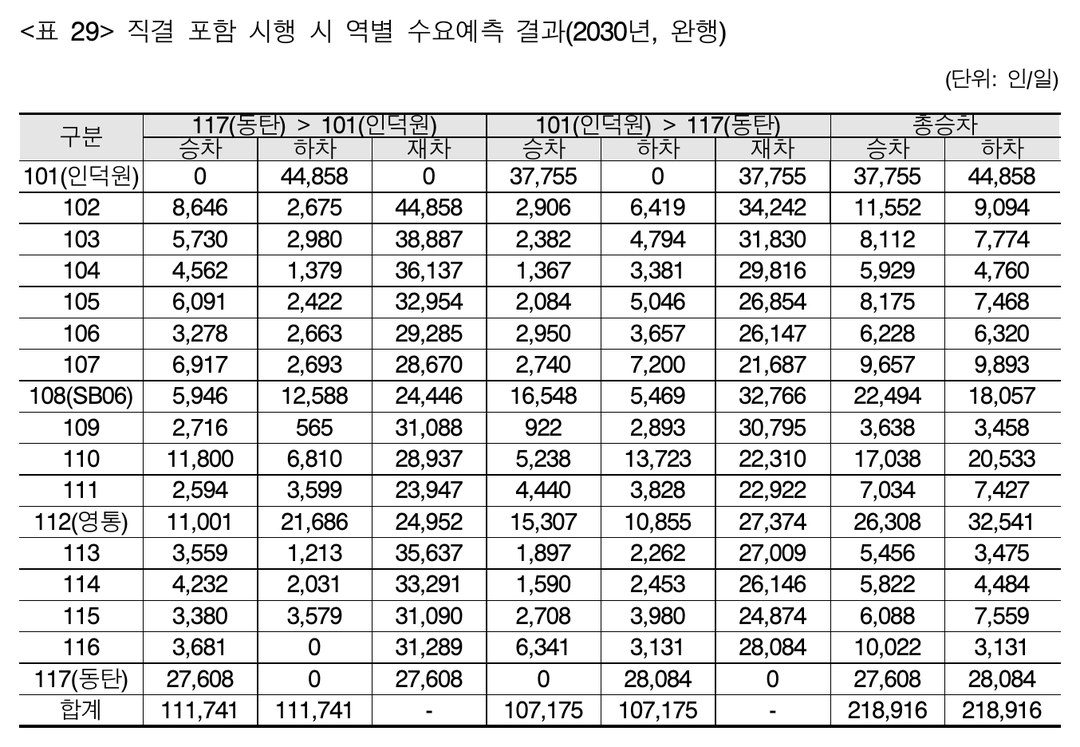 <표 29> 직결 포함 시행 시 역별 수요예측 결과(2030년, 완행)
(단위: 인/일)
구분 117(동탄) > 101(인덕원) 101(인덕원) > 117(동탄) 총승차
승차 하차 재차 승차 하차 재차 승차 하차
101(인덕원) 0 44,858 0 37,755 0 37,755 37,755 44,858
102 8,646 2,675 44,858 2,906 6,419 34,242 11,552 9,094
103 5,730 2,980 38,887 2,382 4,794 31,830 8,112 7,774
104 4,562 1,379 36,137 1,367 3,381 29,816 5,929 4,760
105 6,091 2,422 32,954 2,084 5,046 26,854 8,175 7,468
106 3,278 2,663 29,285 2,950 3,657 26,147 6,228 6,320
107 6,917 2,693 28,670 2,740 7,200 21,687 9,657 9,893
108(SB06) 5,946 12,588 24,446 16,548 5,469 32,766 22,494 18,057
109 2,716 565 31,088 922 2,893 30,795 3,638 3,458
110 11,800 6,810 28,937 5,238 13,723 22,310 17,038 20,533
111 2,594 3,599 23,947 4,440 3,828 22,922 7,034 7,427
112(영통) 11,001 21,686 24,952 15,307 10,855 27,374 26,308 32,541
113 3,559 1,213 35,637 1,897 2,262 27,009 5,456 3,475
114 4,232 2,031 33,291 1,590 2,453 26,146 5,822 4,484
115 3,380 3,579 31,090 2,708 3,980 24,874 6,088 7,559
116 3,681 0 31,289 6,341 3,131 28,084 10,022 3,131
117(동탄) 27,608 0 27,608 0 28,084 0 27,608 28,084
합계 111,741 111,741 - 107,175 107,175 - 218,916 218,916